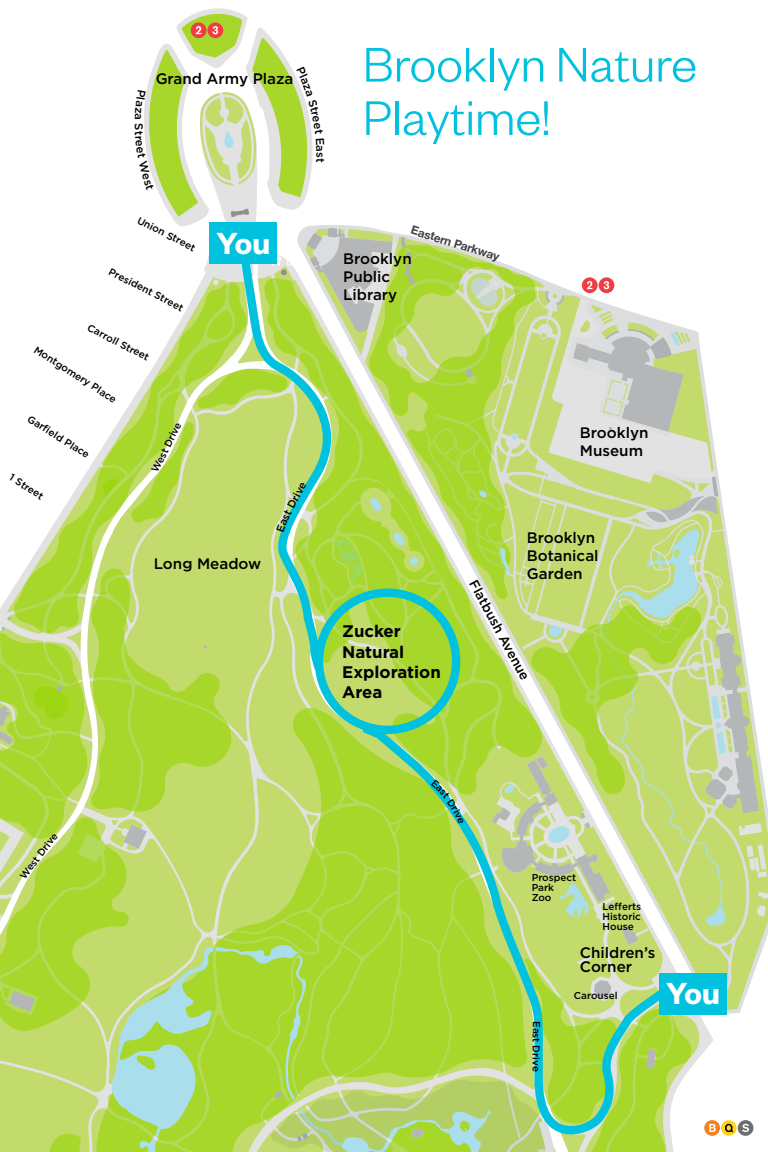 Brooklyn Nature
Playtime!
2 3
Grand Army Plaza
Plaza Street West
Plaza Street East
Union Street
You
Eastern Parkway
Brooklyn
Public
Library
President Street
2 3
Carroll Street
Montgomery Place
Garfield Place
1 Street
West Drive
Brooklyn
Museum
East Drive
Long Meadow
Brooklyn
Botanical
Garden
Flatbush Avenue
Zucker
Natural
Exploration
Area
East Drive
West Drive
Prospect
Park
Zoo
Lefferts
Historic
House
Children's
Corner
Carousel
You
East Drive
B Q S